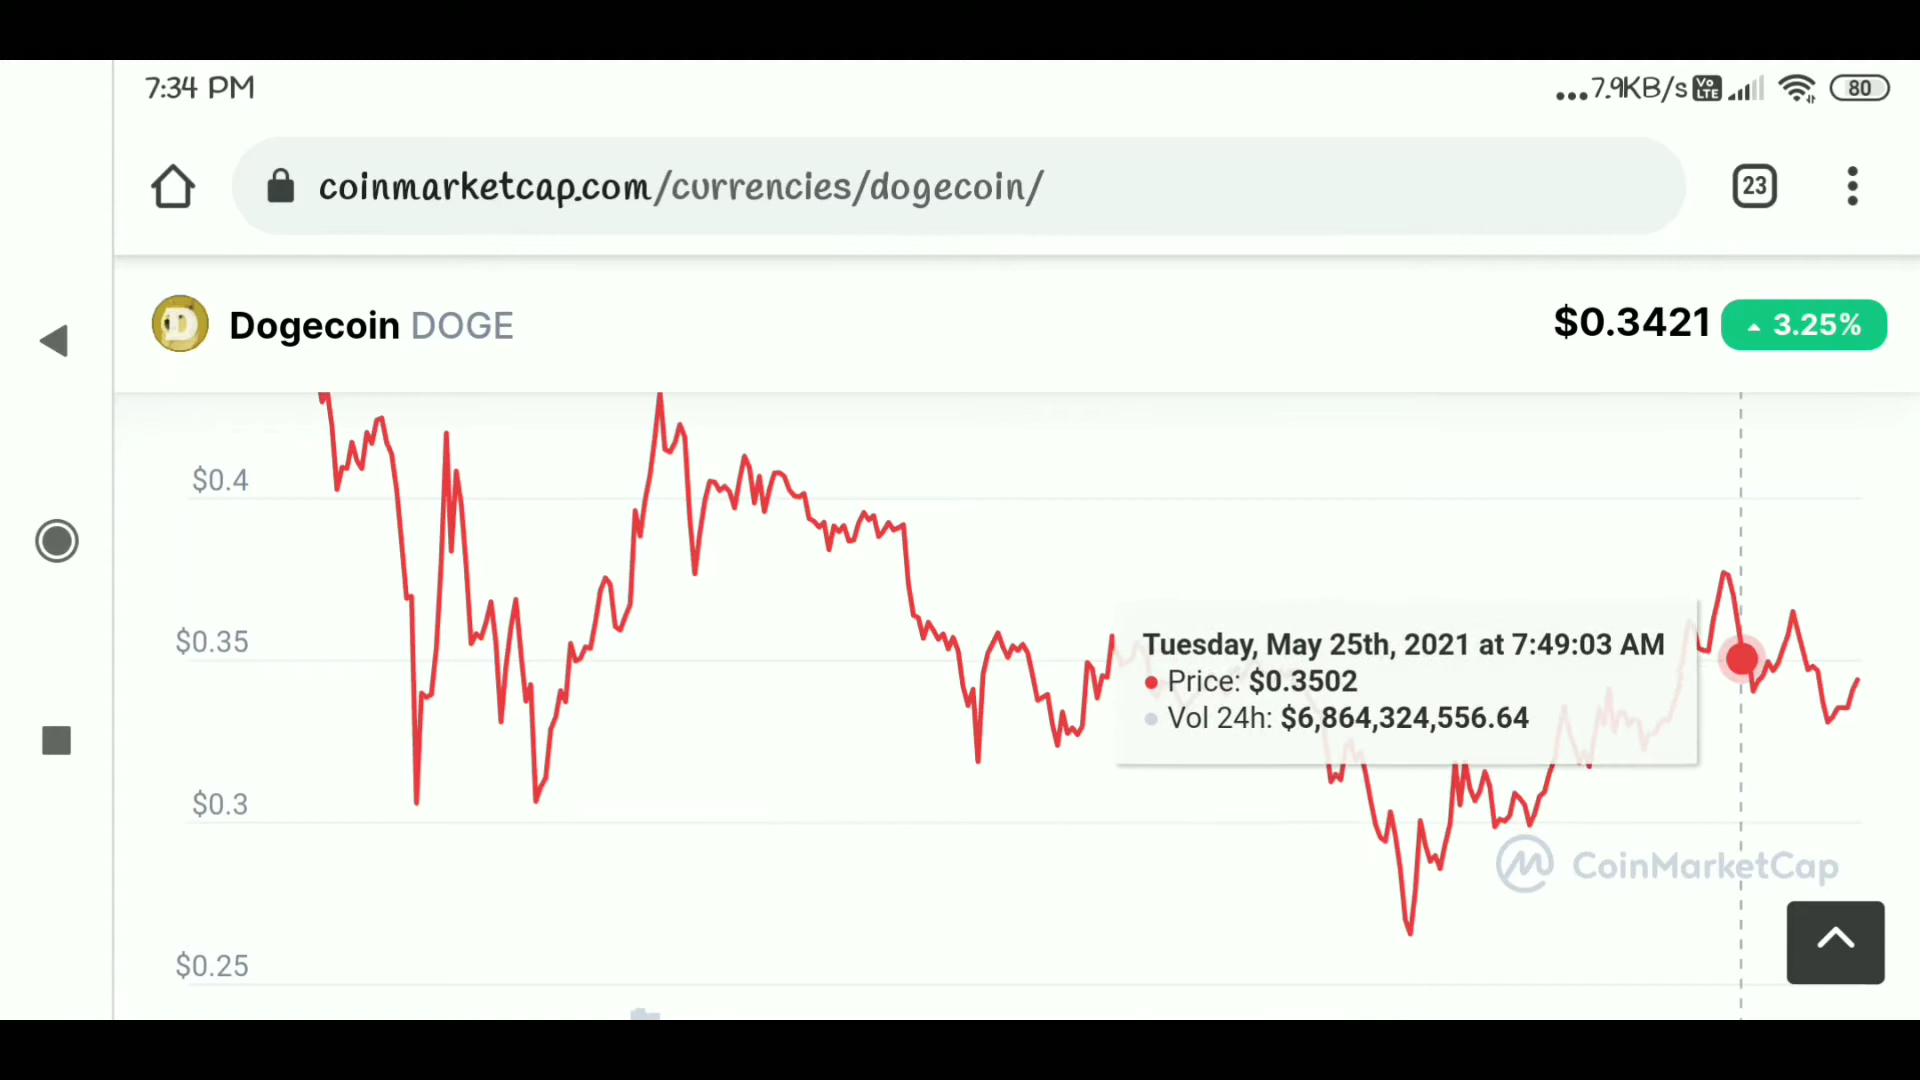 7:34 PM
...7.9KB/s Vo LTE 80
coinmarketcap.com/currencies/dogecoin/
23
Dogecoin DOGE
$0.3421 3.25%
$0.4
$0.35
$0.3
$0.25
Tuesday, May 25th, 2021 at 7:49:03 AM
Price: $0.3502
Vol 24h: $6,864,324,556.64
CoinMarketCap